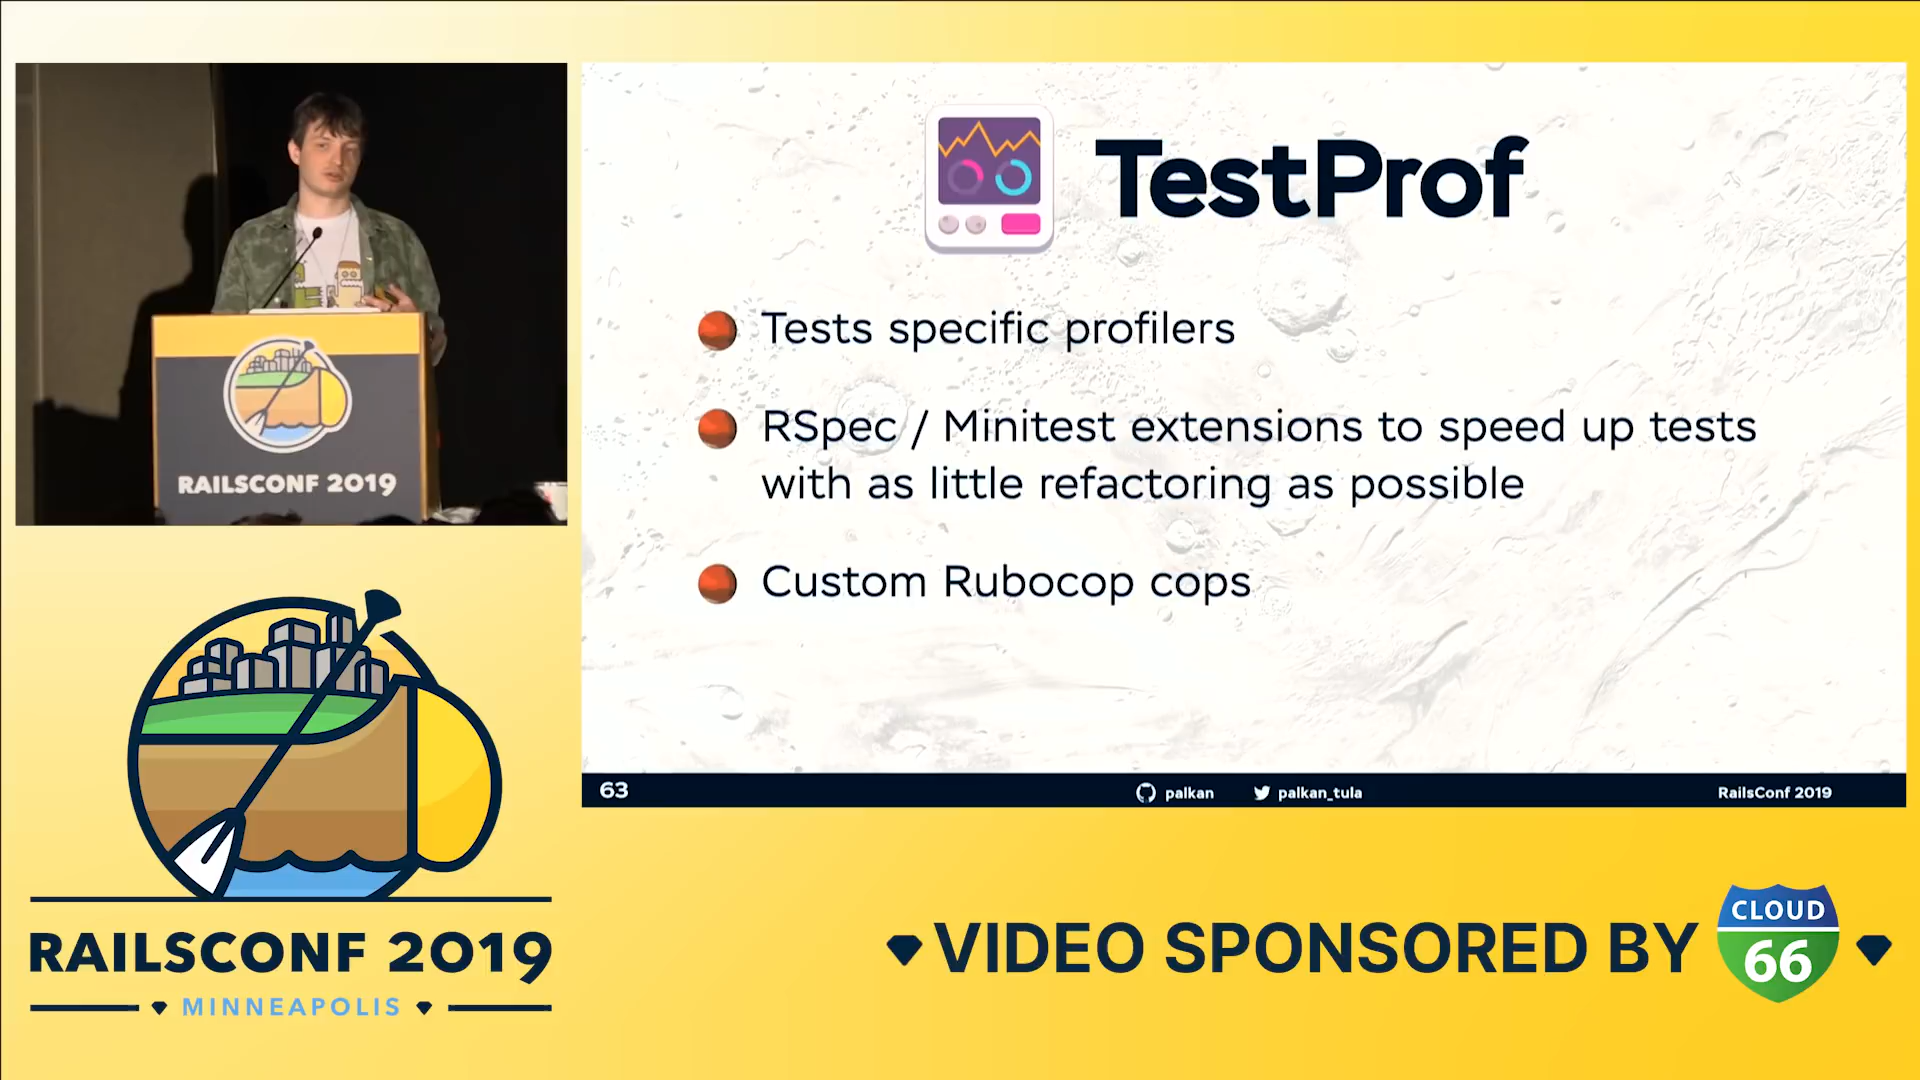 TestProf
Tests specific profilers
RSpec / Minitest extensions to speed up tests
with as little refactoring as possible
Custom Rubocop cops
63
palkan
palkan_tula
RailsConf 2019
RAILSCONF 2019
RAILSCONF 2019
MINNEAPOLIS
VIDEO SPONSORED BY
CLOUD
66